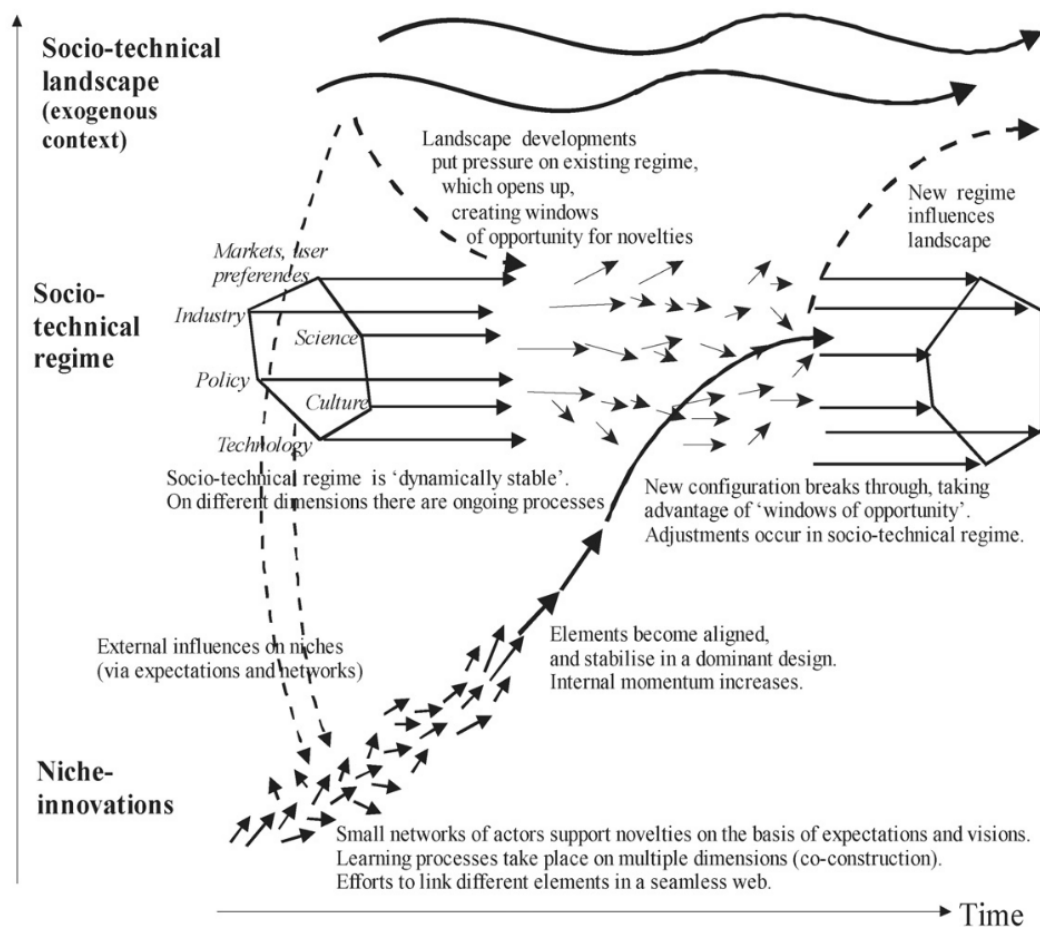 Socio-technical
landscape
(exogenous
context)
Landscape developments
put pressure on existing regime,
which opens up,
creating windows
of opportunity for novelties
New regime
influences
landscape
Markets, user
preferences
Industry
Science
Policy
Culture
Technology
Socio-
technical
regime
Socio-technical regime is ‘dynamically stable’.
On different dimensions there are ongoing processes
New configuration breaks through, taking
advantage of ‘windows of opportunity’.
Adjustments occur in socio-technical regime.
External influences on niches
(via expectations and networks)
Elements become aligned,
and stabilise in a dominant design.
Internal momentum increases.
Niche-
innovations
Small networks of actors support novelties on the basis of expectations and visions.
Learning processes take place on multiple dimensions (co-construction).
Efforts to link different elements in a seamless web.
Time